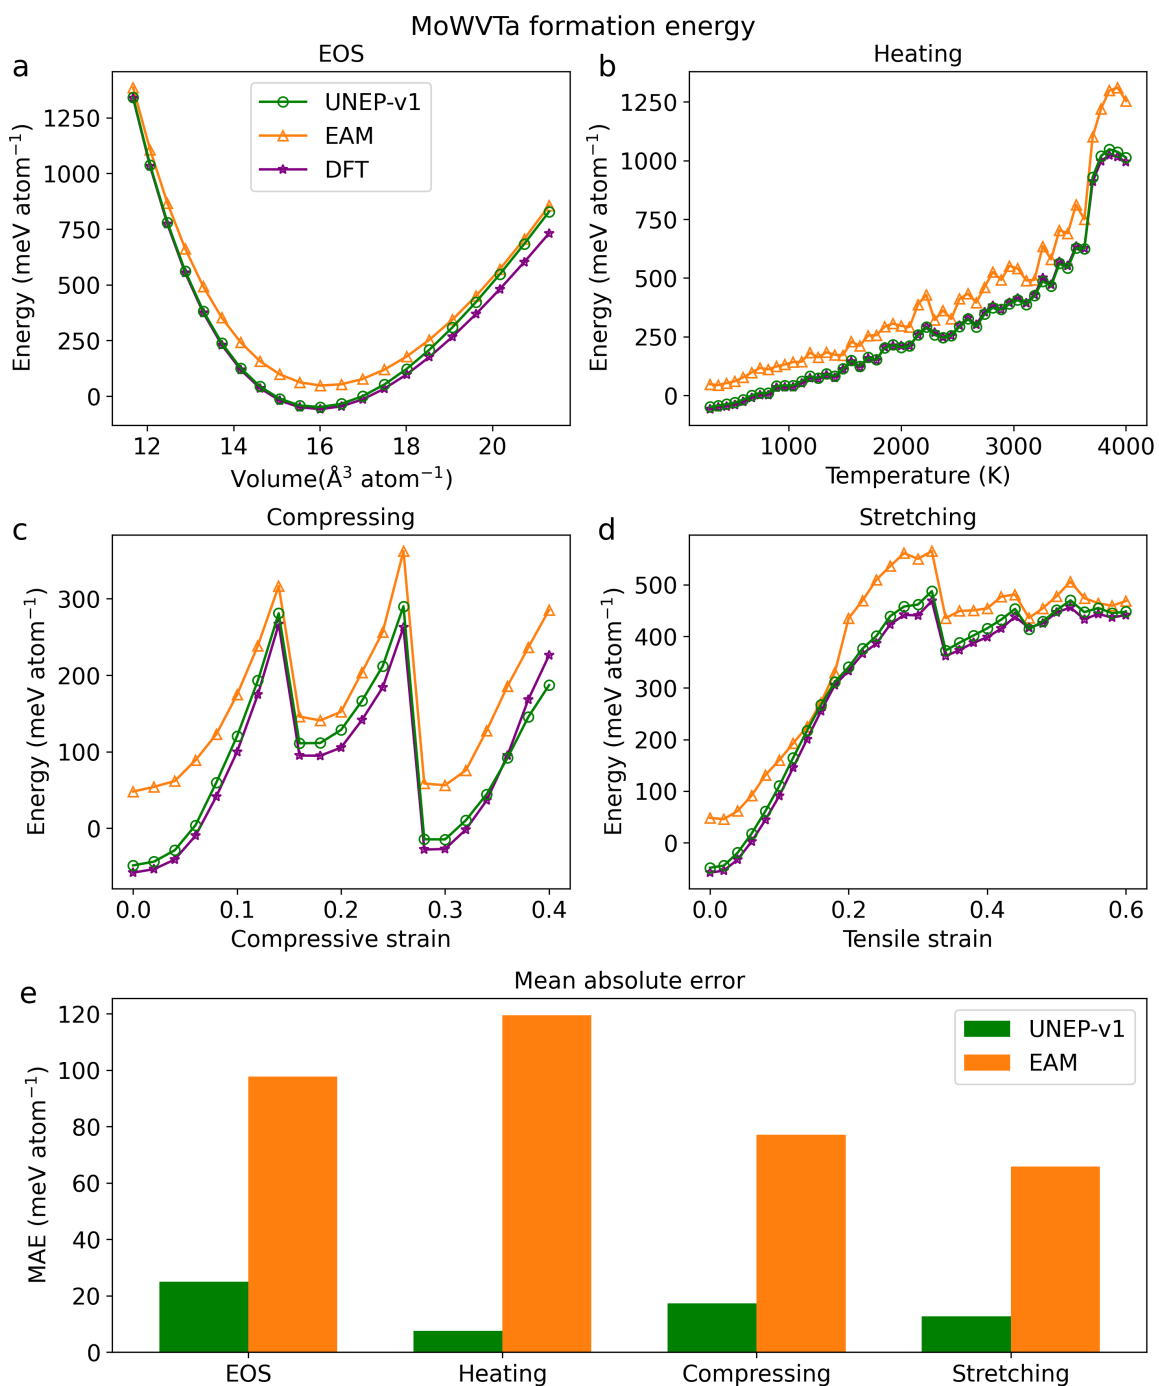 MoWVTa formation energy
a
EOS
UNEP-v1
EAM
DFT
1250
1000
750
500
250
0
Energy (meV atom⁻¹)
12 14 16 18 20
Volume(Å³ atom⁻¹)
b
Heating
1250
1000
750
500
250
0
Energy (meV atom⁻¹)
1000 2000 3000 4000
Temperature (K)
c
Compressing
300
200
100
0
Energy (meV atom⁻¹)
0.0 0.1 0.2 0.3 0.4
Compressive strain
d
Stretching
500
400
300
200
100
0
Energy (meV atom⁻¹)
0.0 0.2 0.4 0.6
Tensile strain
e
Mean absolute error
UNEP-v1
EAM
120
100
80
60
40
20
0
MAE (meV atom⁻¹)
EOS Heating Compressing Stretching